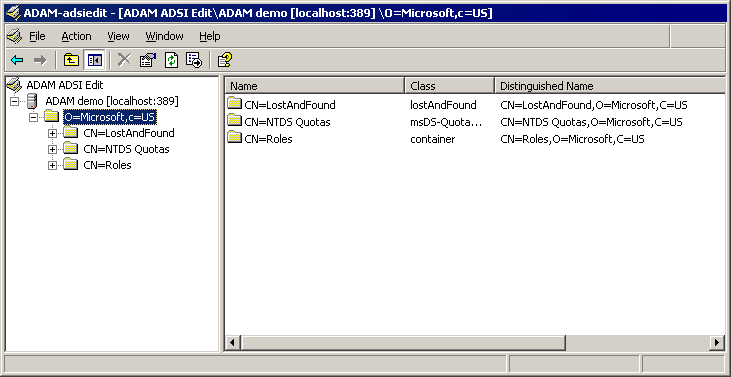 ADAM-adsiedit - [ADAM ADSI Edit\ADAM demo [localhost:389] \O=Microsoft,c=US]
File Action View Window Help
ADAM ADSI Edit
ADAM demo [localhost:389]
O=Microsoft,c=US
CN=LostAndFound
CN=NTDS Quotas
CN=Roles
Name Class Distinguished Name
CN=LostAndFound lostAndFound CN=LostAndFound,O=Microsoft,C=US
CN=NTDS Quotas msDS-Quota... CN=NTDS Quotas,O=Microsoft,C=US
CN=Roles container CN=Roles,O=Microsoft,C=US